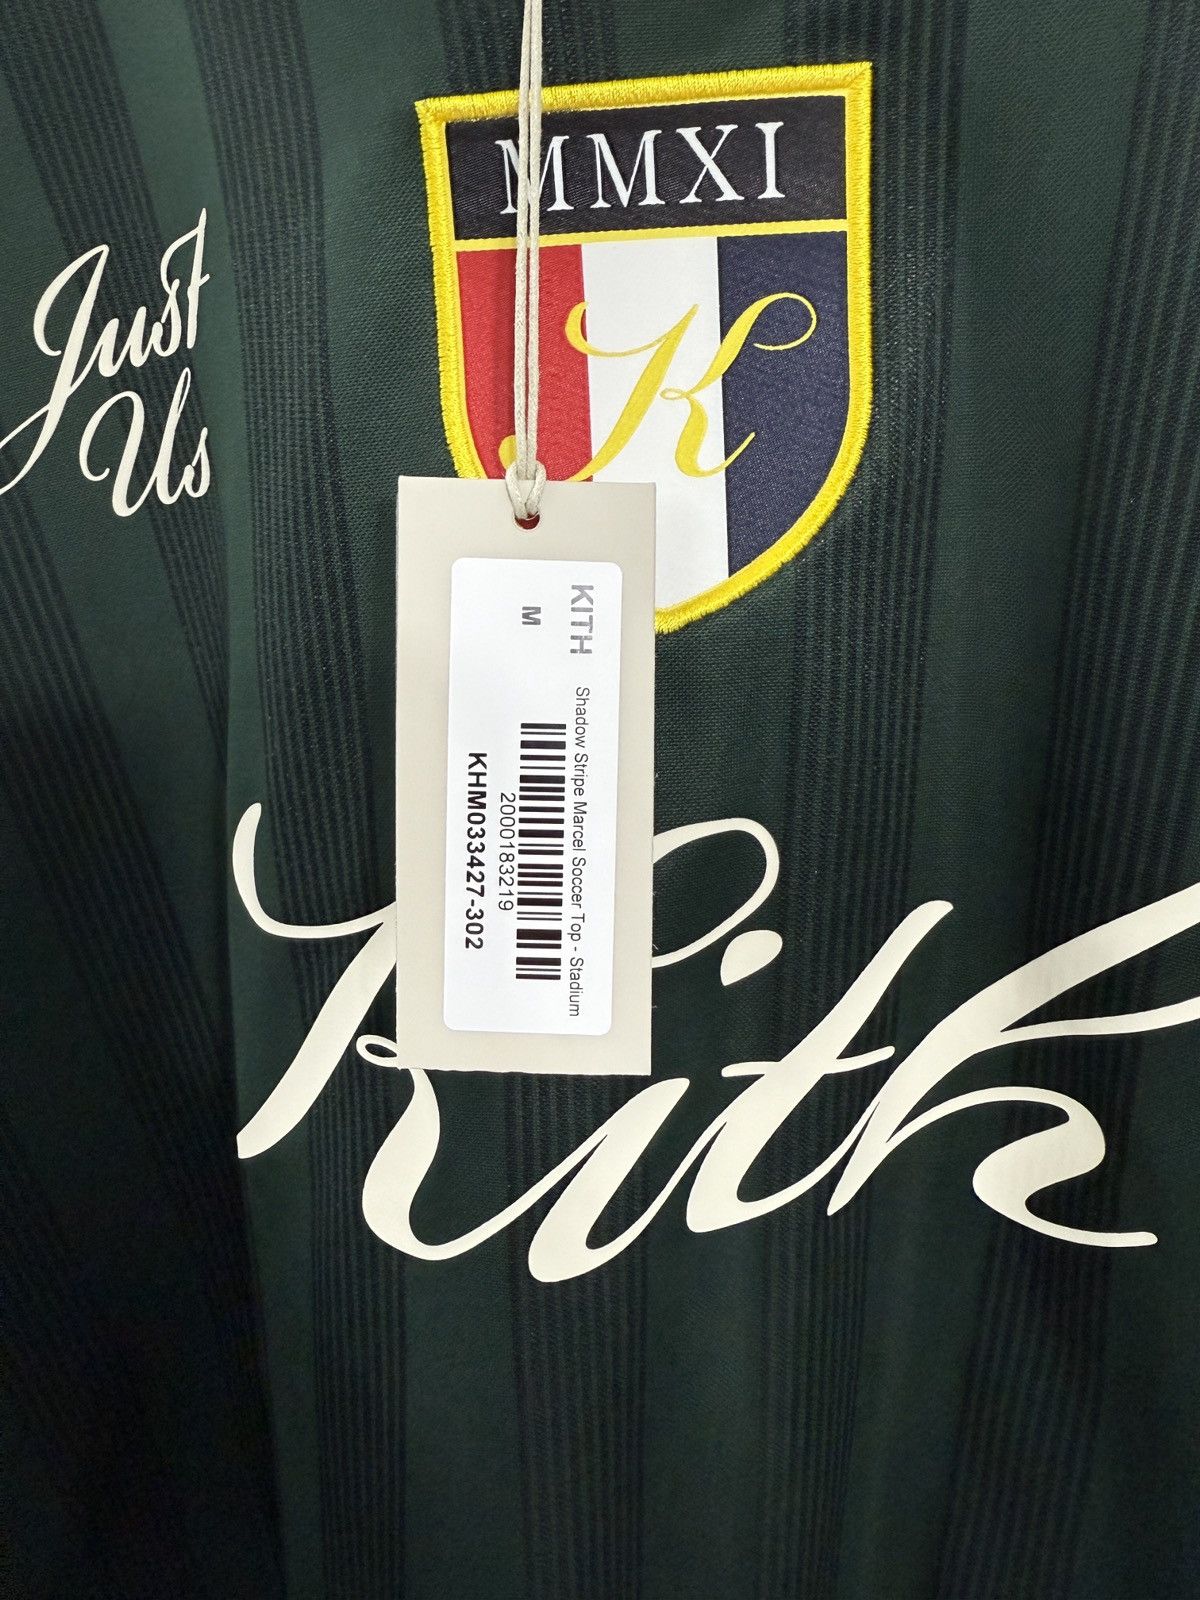 MMXI
K
Just
Us
KITH
M
Shadow Stripe Marcel Soccer Top - Stadium
2000183219
KHM033427-302
Kith